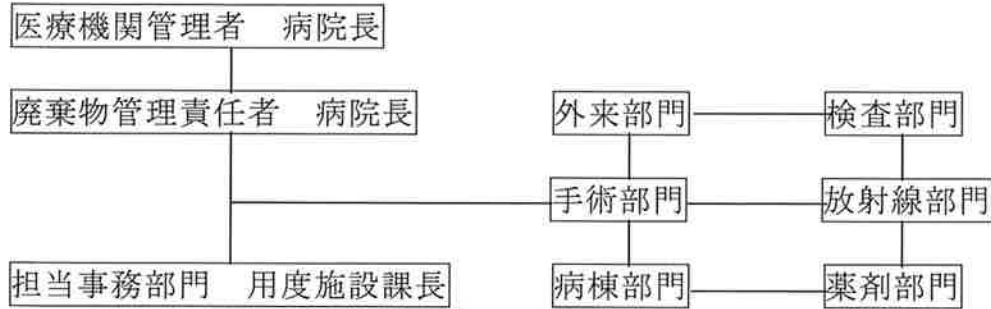 医療機関管理者　病院長
廃棄物管理責任者　病院長
外来部門
検査部門
手術部門
放射線部門
担当事務部門　用度施設課長
病棟部門
薬剤部門